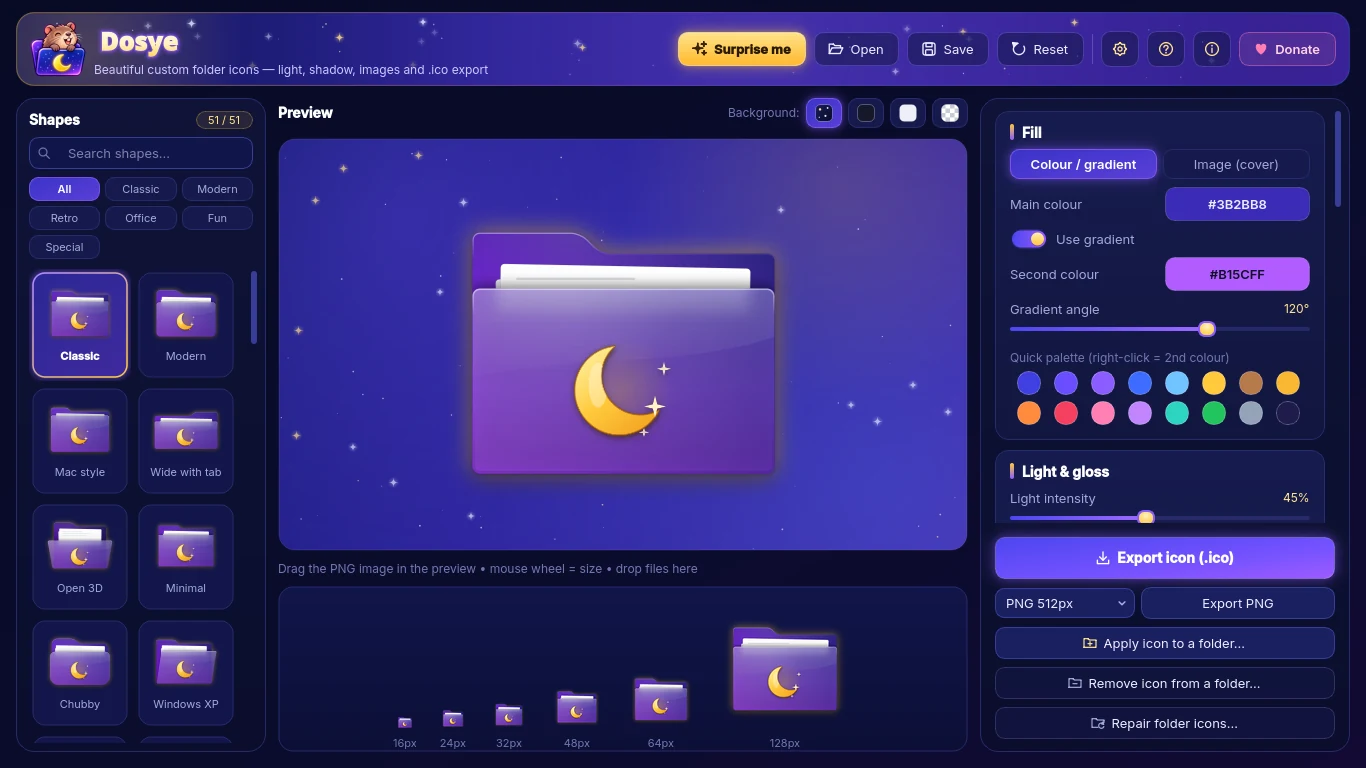 Dosye
Beautiful custom folder icons — light, shadow, images and .ico export
Surprise me
Open
Save
Reset
Donate
Shapes
51 / 51
Search shapes...
All
Classic
Modern
Retro
Office
Fun
Special
Classic
Modern
Mac style
Wide with tab
Open 3D
Minimal
Chubby
Windows XP
Preview
Background:
Drag the PNG image in the preview • mouse wheel = size • drop files here
16px
24px
32px
48px
64px
128px
Fill
Colour / gradient
Image (cover)
Main colour
#3B2BB8
Use gradient
Second colour
#B15CFF
Gradient angle
120°
Quick palette (right-click = 2nd colour)
Light & gloss
Light intensity
45%
Export icon (.ico)
PNG 512px
Export PNG
Apply icon to a folder...
Remove icon from a folder...
Repair folder icons...